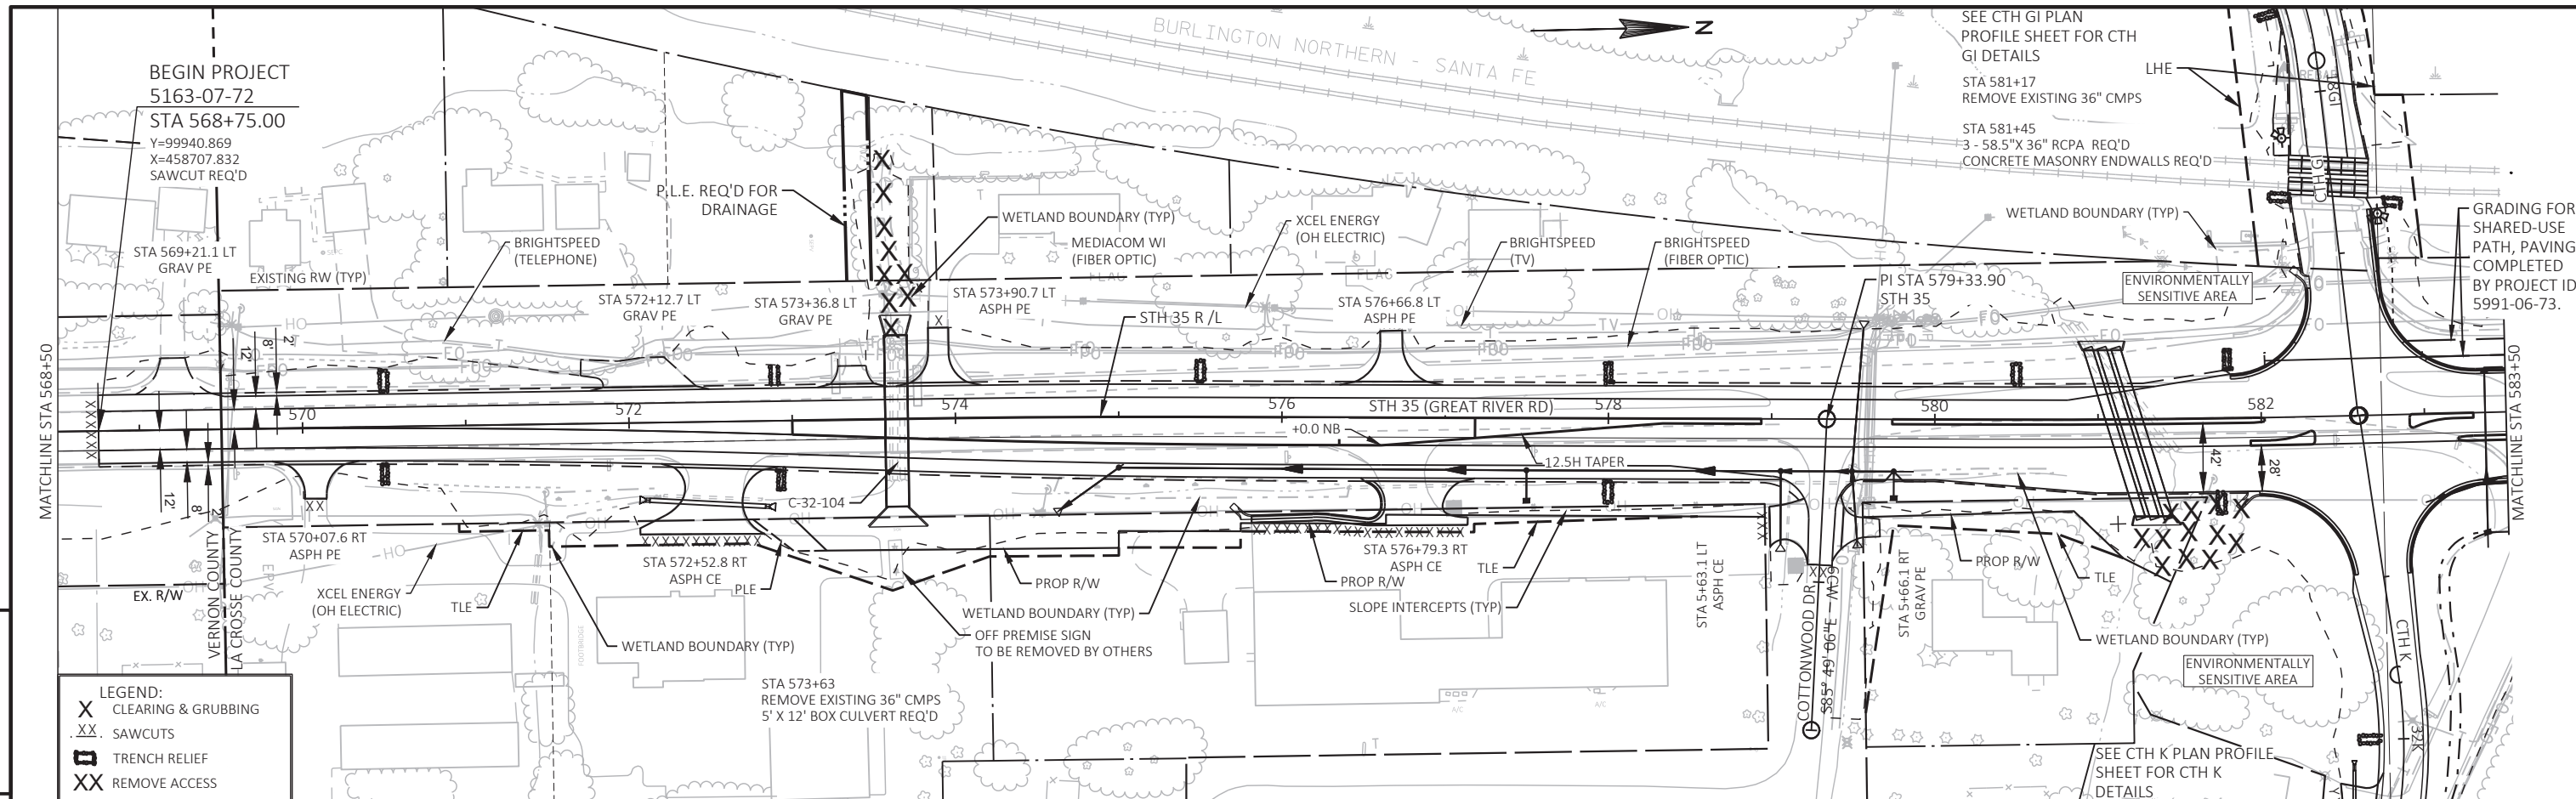 BURLINGTON NORTHERN - SANTA FE
N
SEE CTH GI PLAN
PROFILE SHEET FOR CTH
GI DETAILS
STA 581+17
REMOVE EXISTING 36" CMPS
STA 581+45
3 - 58.5"X 36" RCPA REQ'D
CONCRETE MASONRY ENDWALLS REQ'D
LHE
BEGIN PROJECT
5163-07-72
STA 568+75.00
Y=99940.869
X=458707.832
SAWCUT REQ'D
P.L.E. REQ'D FOR
DRAINAGE
WETLAND BOUNDARY (TYP)
MEDIACOM WI
(FIBER OPTIC)
XCEL ENERGY
(OH ELECTRIC)
BRIGHTSPEED
(TV)
BRIGHTSPEED
(FIBER OPTIC)
WETLAND BOUNDARY (TYP)
GRADING FOR
SHARED-USE
PATH, PAVING
COMPLETED
BY PROJECT ID
5991-06-73.
STA 569+21.1 LT
GRAV PE
EXISTING RW (TYP)
BRIGHTSPEED
(TELEPHONE)
STA 572+12.7 LT
GRAV PE
STA 573+36.8 LT
GRAV PE
STA 573+90.7 LT
ASPH PE
FLAG
STA 576+66.8 LT
ASPH PE
STH 35 R /L
PI STA 579+33.90
STH 35
ENVIRONMENTALLY
SENSITIVE AREA
MATCHLINE STA 568+50
MATCHLINE STA 583+50
12'
8'
2'
570
572
574
576
578
580
582
STH 35 (GREAT RIVER RD)
+0.0 NB
12.5H TAPER
42'
28'
12'
8'
2'
C-32-104
STA 570+07.6 RT
ASPH PE
VERNON COUNTY
LA CROSSE COUNTY
EX. R/W
XCEL ENERGY
(OH ELECTRIC)
TLE
STA 572+52.8 RT
ASPH CE
PLE
WETLAND BOUNDARY (TYP)
PROP R/W
WETLAND BOUNDARY (TYP)
OFF PREMISE SIGN
TO BE REMOVED BY OTHERS
STA 576+79.3 RT
ASPH CE
PROP R/W
TLE
SLOPE INTERCEPTS (TYP)
STA 5+63.1 LT
ASPH CE
COTTONWOOD DR
S85° 49' 06"E
STA 5+66.1 RT
GRAV PE
PROP R/W
TLE
WETLAND BOUNDARY (TYP)
ENVIRONMENTALLY
SENSITIVE AREA
CTH K
32K
STA 573+63
REMOVE EXISTING 36" CMPS
5' X 12' BOX CULVERT REQ'D
FOOTBRIDGE
A/C
A/C
SEE CTH K PLAN PROFILE
SHEET FOR CTH K
DETAILS
LEGEND:
X CLEARING & GRUBBING
XX SAWCUTS
TRENCH RELIEF
XX REMOVE ACCESS